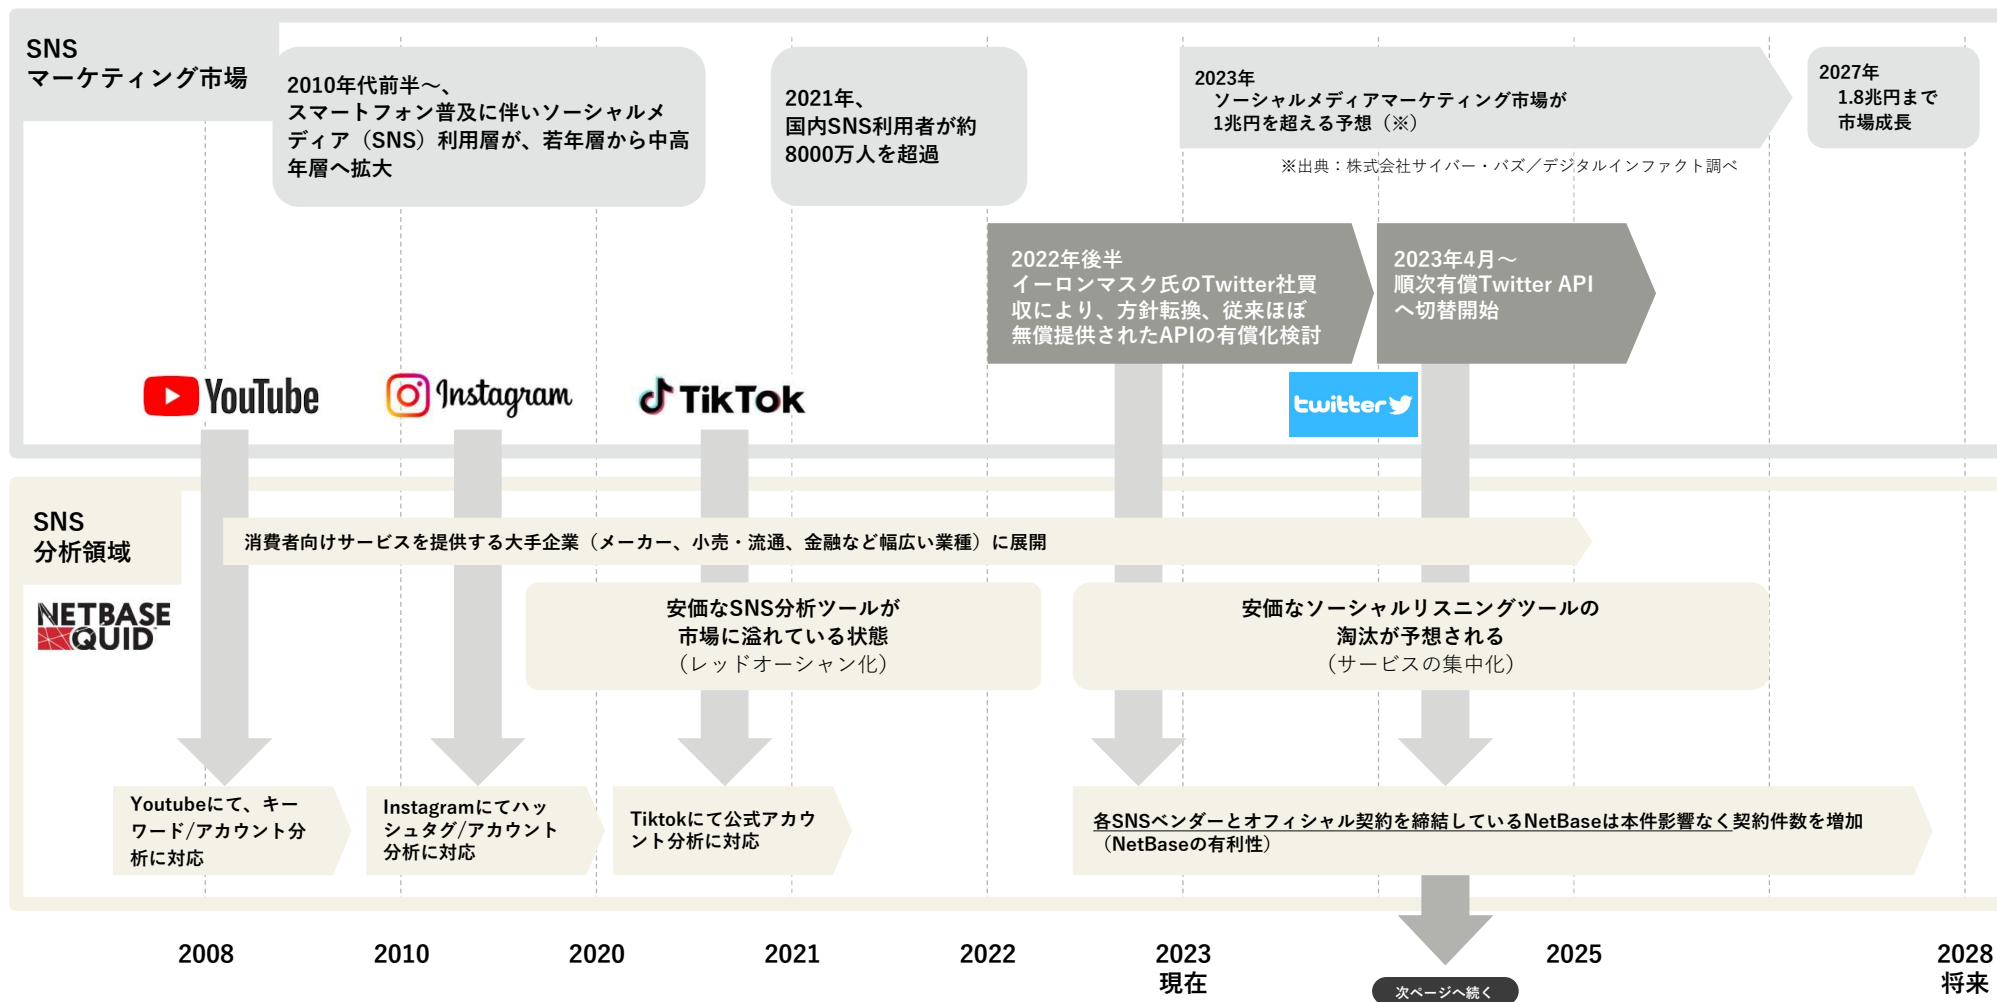 SNS
マーケティング市場
2010年代前半～、
スマートフォン普及に伴いソーシャルメ
ディア（SNS）利用層が、若年層から中高
年層へ拡大
2021年、
国内SNS利用者が約
8000万人を超過
2023年
ソーシャルメディアマーケティング市場が
1兆円を超える予想（※）
2027年
1.8兆円まで
市場成長
※出典：株式会社サイバー・バズ／デジタルインファクト調べ
2022年後半
イーロンマスク氏のTwitter社買
収により、方針転換、従来ほぼ
無償提供されたAPIの有償化検討
2023年4月～
順次有償Twitter API
へ切替開始
YouTube
Instagram
TikTok
twitter
SNS
分析領域
消費者向けサービスを提供する大手企業（メーカー、小売・流通、金融など幅広い業種）に展開
NETBASE
QUID
安価なSNS分析ツールが
市場に溢れている状態
（レッドオーシャン化）
安価なソーシャルリスニングツールの
淘汰が予想される
（サービスの集中化）
Youtubeにて、キー
ワード/アカウント分
析に対応
Instagramにてハッ
シュタグ/アカウント
分析に対応
Tiktokにて公式アカウ
ント分析に対応
各SNSベンダーとオフィシャル契約を締結しているNetBaseは本件影響なく契約件数を増加
（NetBaseの有利性）
2008
2010
2020
2021
2022
2023
現在
2025
2028
将来
次ページへ続く